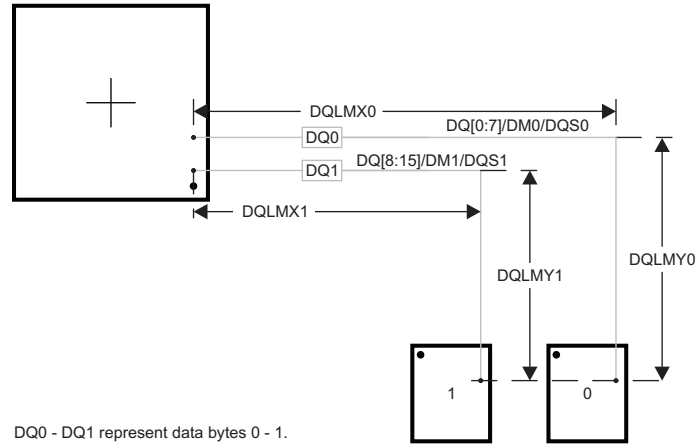 DQLMX0
DQ[0:7]/DM0/DQS0
DQ0
DQ[8:15]/DM1/DQS1
DQ1
DQLMX1
DQLMY0
DQLMY1
1
0
DQ0 - DQ1 represent data bytes 0 - 1.